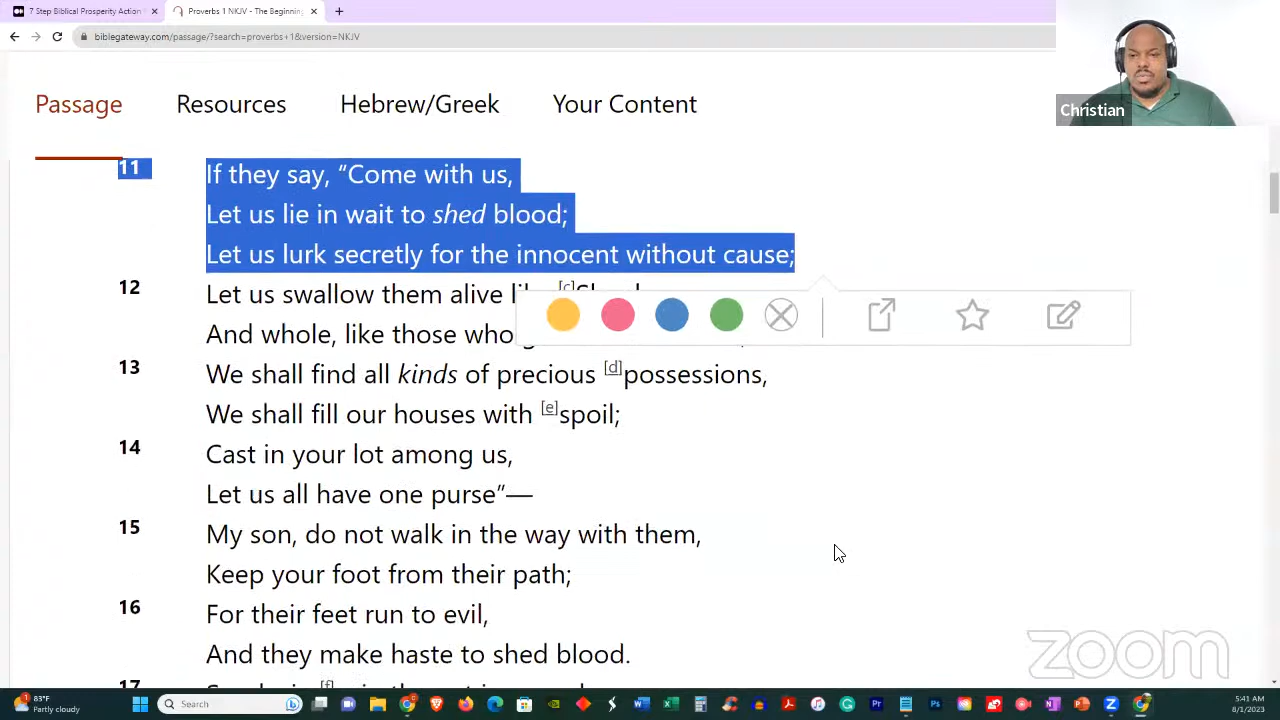 7 Step Biblical Prosperity Action
Proverbs 1 NKJV - The Beginning
biblegateway.com/passage/?search=proverbs+1&version=NKJV
Passage
Resources
Hebrew/Greek
Your Content
Christian
11 If they say, “Come with us,
Let us lie in wait to shed blood;
Let us lurk secretly for the innocent without cause;
12 Let us swallow them alive
And whole, like those who
13 We shall find all kinds of precious [d]possessions,
We shall fill our houses with [e]spoil;
14 Cast in your lot among us,
Let us all have one purse”—
15 My son, do not walk in the way with them,
Keep your foot from their path;
16 For their feet run to evil,
And they make haste to shed blood.
17
zoom
83°F
Partly cloudy
Search
5:41 AM
8/1/2023